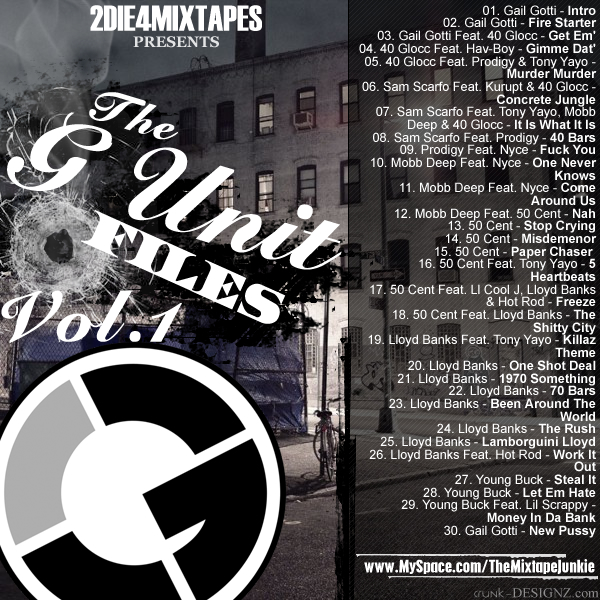 2DIE4MIXTAPES
PRESENTS
The
G Unit
FILES
Vol.1
01. Gail Gotti - Intro
02. Gail Gotti - Fire Starter
03. Gail Gotti Feat. 40 Glocc - Get Em'
04. 40 Glocc Feat. Hav-Boy - Gimme Dat'
05. 40 Glocc Feat. Prodigy & Tony Yayo -
Murder Murder
06. Sam Scarfo Feat. Kurupt & 40 Glocc -
Concrete Jungle
07. Sam Scarfo Feat. Tony Yayo, Mobb
Deep & 40 Glocc - It Is What It Is
08. Sam Scarfo Feat. Prodigy - 40 Bars
09. Prodigy Feat. Nyce - Fuck You
10. Mobb Deep Feat. Nyce - One Never
Knows
11. Mobb Deep Feat. Nyce - Come
Around Us
12. Mobb Deep Feat. 50 Cent - Nah
13. 50 Cent - Stop Crying
14. 50 Cent - Misdemenor
15. 50 Cent - Paper Chaser
16. 50 Cent Feat. Tony Yayo - 5
Heartbeats
17. 50 Cent Feat. Ll Cool J, Lloyd Banks
& Hot Rod - Freeze
18. 50 Cent Feat. Lloyd Banks - The
Shitty City
19. Lloyd Banks Feat. Tony Yayo - Killaz
Theme
20. Lloyd Banks - One Shot Deal
21. Lloyd Banks - 1970 Something
22. Lloyd Banks - 70 Bars
23. Lloyd Banks - Been Around The
World
24. Lloyd Banks - The Rush
25. Lloyd Banks - Lamborguini Lloyd
26. Lloyd Banks Feat. Hot Rod - Work It
Out
27. Young Buck - Steal It
28. Young Buck - Let Em Hate
29. Young Buck Feat. Lil Scrappy -
Money In Da Bank
30. Gail Gotti - New Pussy
www.MySpace.com/TheMixtapeJunkie
CRUNK-DESIGNZ.com